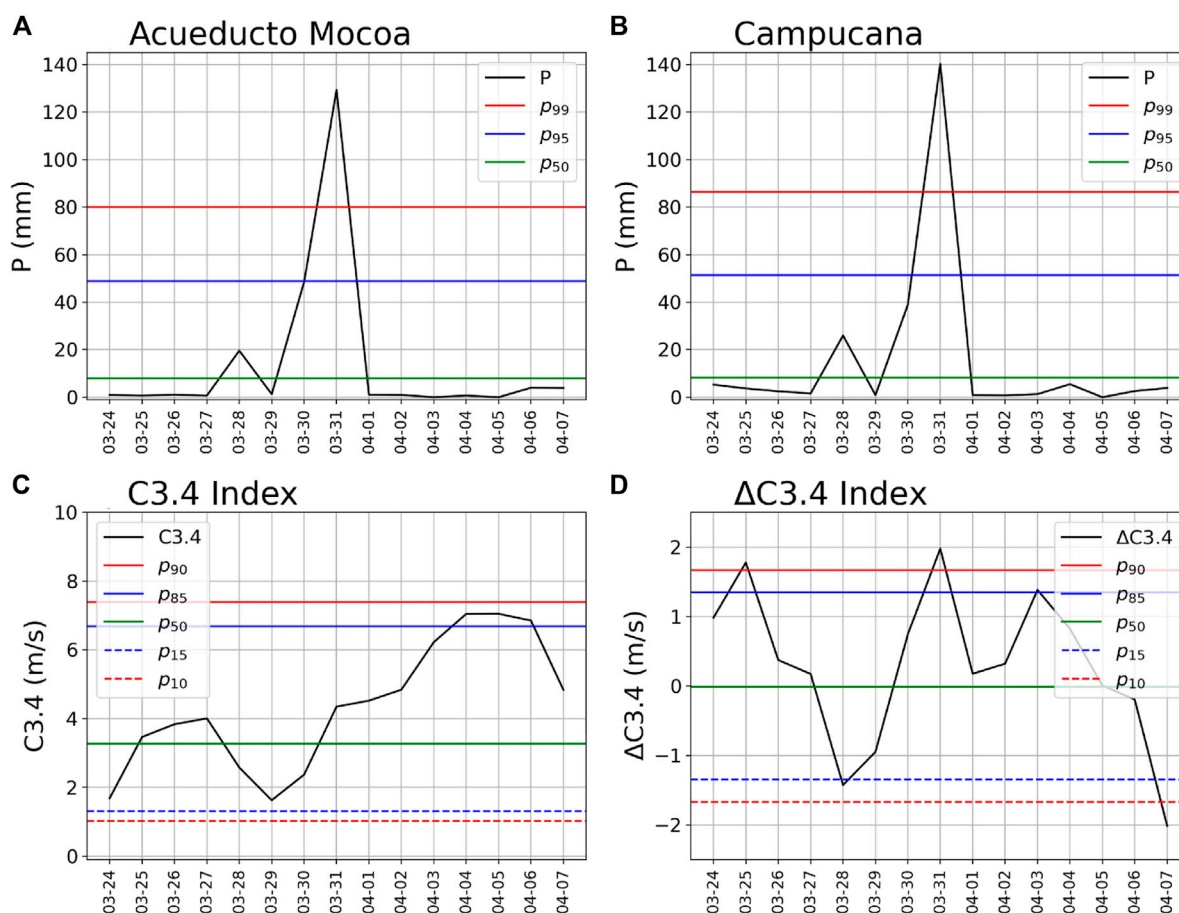 A Acueducto Mocoa
140
120
100
80
60
40
20
0
P (mm)
P
p99
p95
p50
03-24 03-25 03-26 03-27 03-28 03-29 03-30 03-31 04-01 04-02 04-03 04-04 04-05 04-06 04-07
B Campucana
140
120
100
80
60
40
20
0
P (mm)
P
p99
p95
p50
03-24 03-25 03-26 03-27 03-28 03-29 03-30 03-31 04-01 04-02 04-03 04-04 04-05 04-06 04-07
C C3.4 Index
10
8
6
4
2
0
C3.4 (m/s)
C3.4
p90
p85
p50
p15
p10
03-24 03-25 03-26 03-27 03-28 03-29 03-30 03-31 04-01 04-02 04-03 04-04 04-05 04-06 04-07
D ΔC3.4 Index
2
1
0
−1
−2
ΔC3.4 (m/s)
ΔC3.4
p90
p85
p50
p15
p10
03-24 03-25 03-26 03-27 03-28 03-29 03-30 03-31 04-01 04-02 04-03 04-04 04-05 04-06 04-07